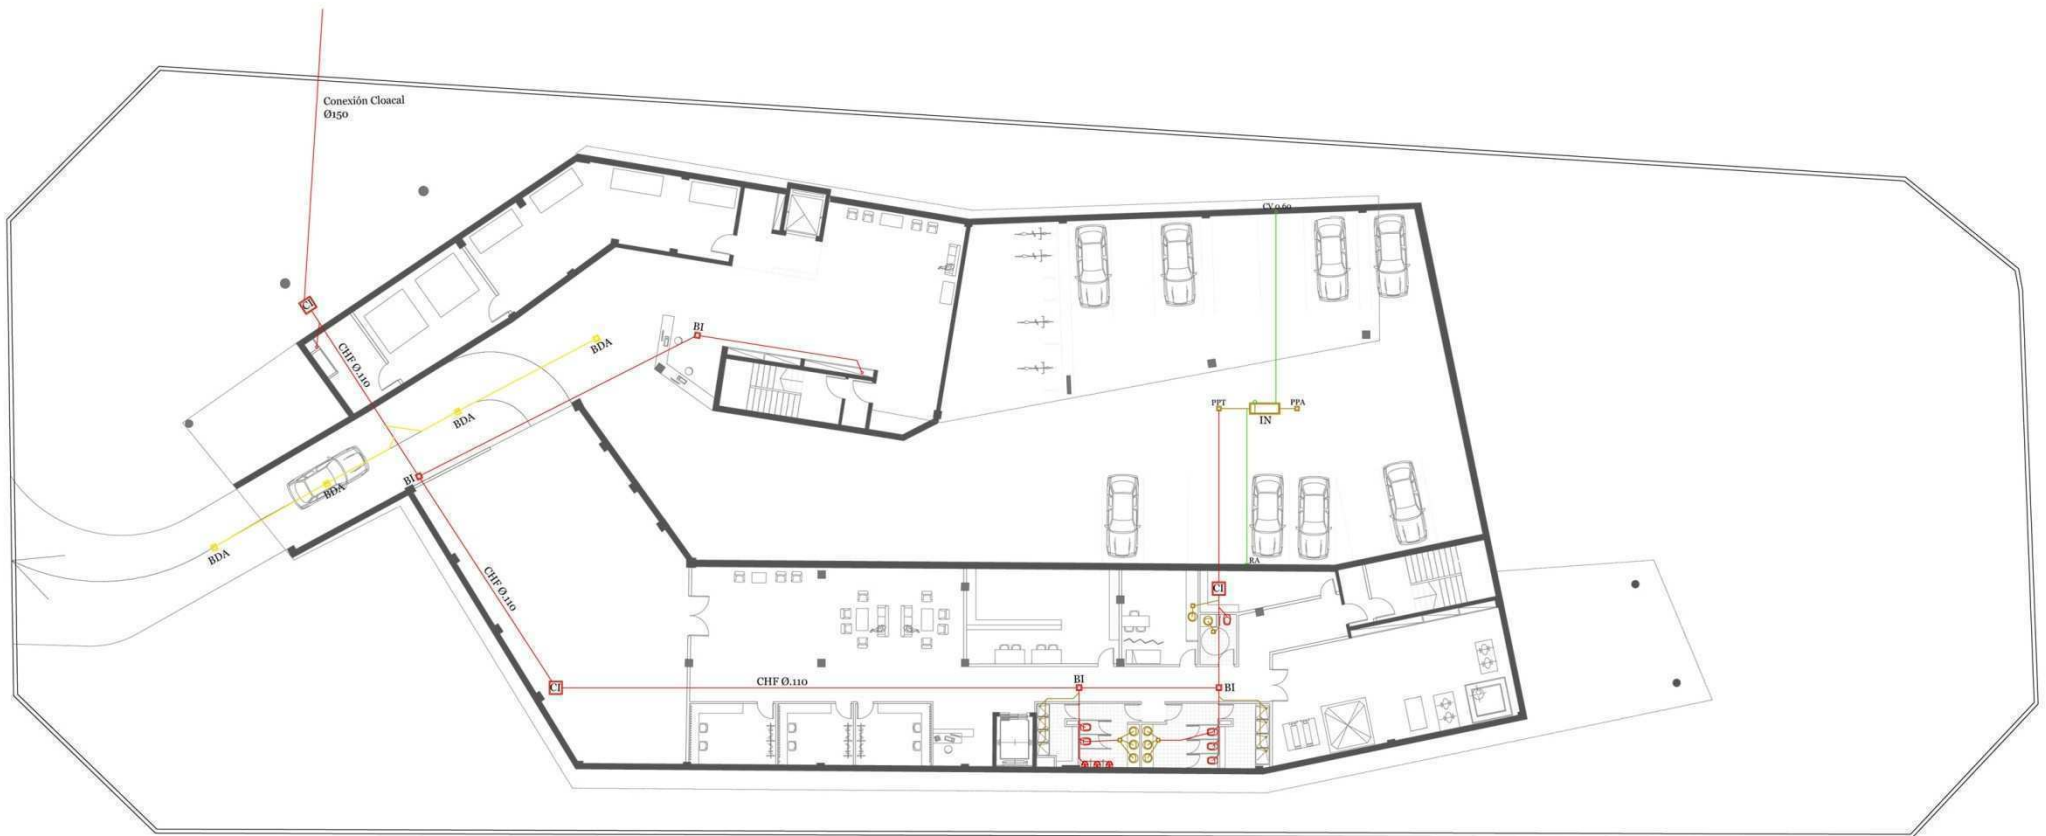 Conexión Cloacal
Ø150
CV 0.60
CI
BI
CHF Ø.110
BDA
PPT
PPA
IN
BDA
BI
BDA
BDA
RA
CHF Ø.110
CI
CI
CHF Ø.110
BI
BI